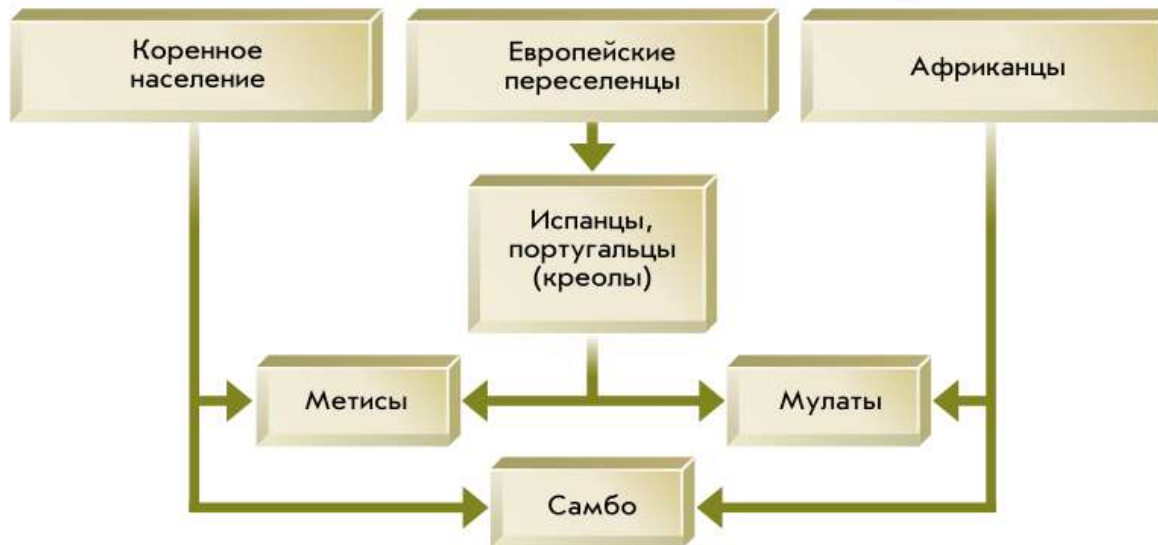 Коренное
население
Европейские
переселенцы
Африканцы
Испанцы,
португальцы
(креолы)
Метисы
Мулаты
Самбо